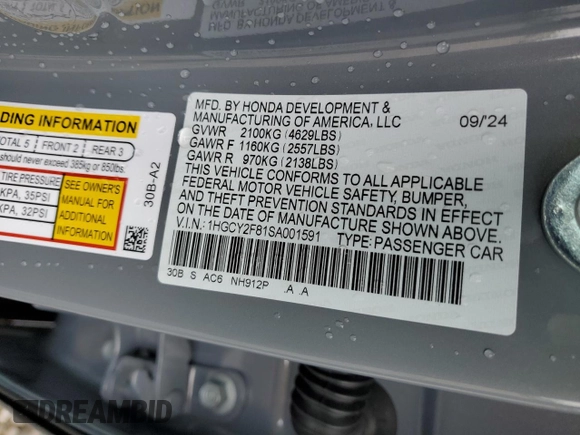 MFD. BY HONDA DEVELOPMENT &
MANUFACTURING OF AMERICA, LLC 09/24
GVWR 2100KG (4629LBS)
GAWR F 1160KG (2557LBS)
GAWR R 970KG (2138LBS)
THIS VEHICLE CONFORMS TO ALL APPLICABLE
FEDERAL MOTOR VEHICLE SAFETY, BUMPER,
AND THEFT PREVENTION STANDARDS IN EFFECT
ON THE DATE OF MANUFACTURE SHOWN ABOVE.
V.I.N.: 1HGCY2F81SA001591 TYPE: PASSENGER CAR
30B S AC6 NH912P .A .A
DING INFORMATION
TOTAL 5 FRONT 2 REAR 3
should never exceed 385kg or 850lbs.
TIRE PRESSURE
KPA, 35PSI
KPA, 32PSI
SEE OWNER'S
MANUAL FOR
ADDITIONAL
INFORMATION
30B-A2
DREAMBID